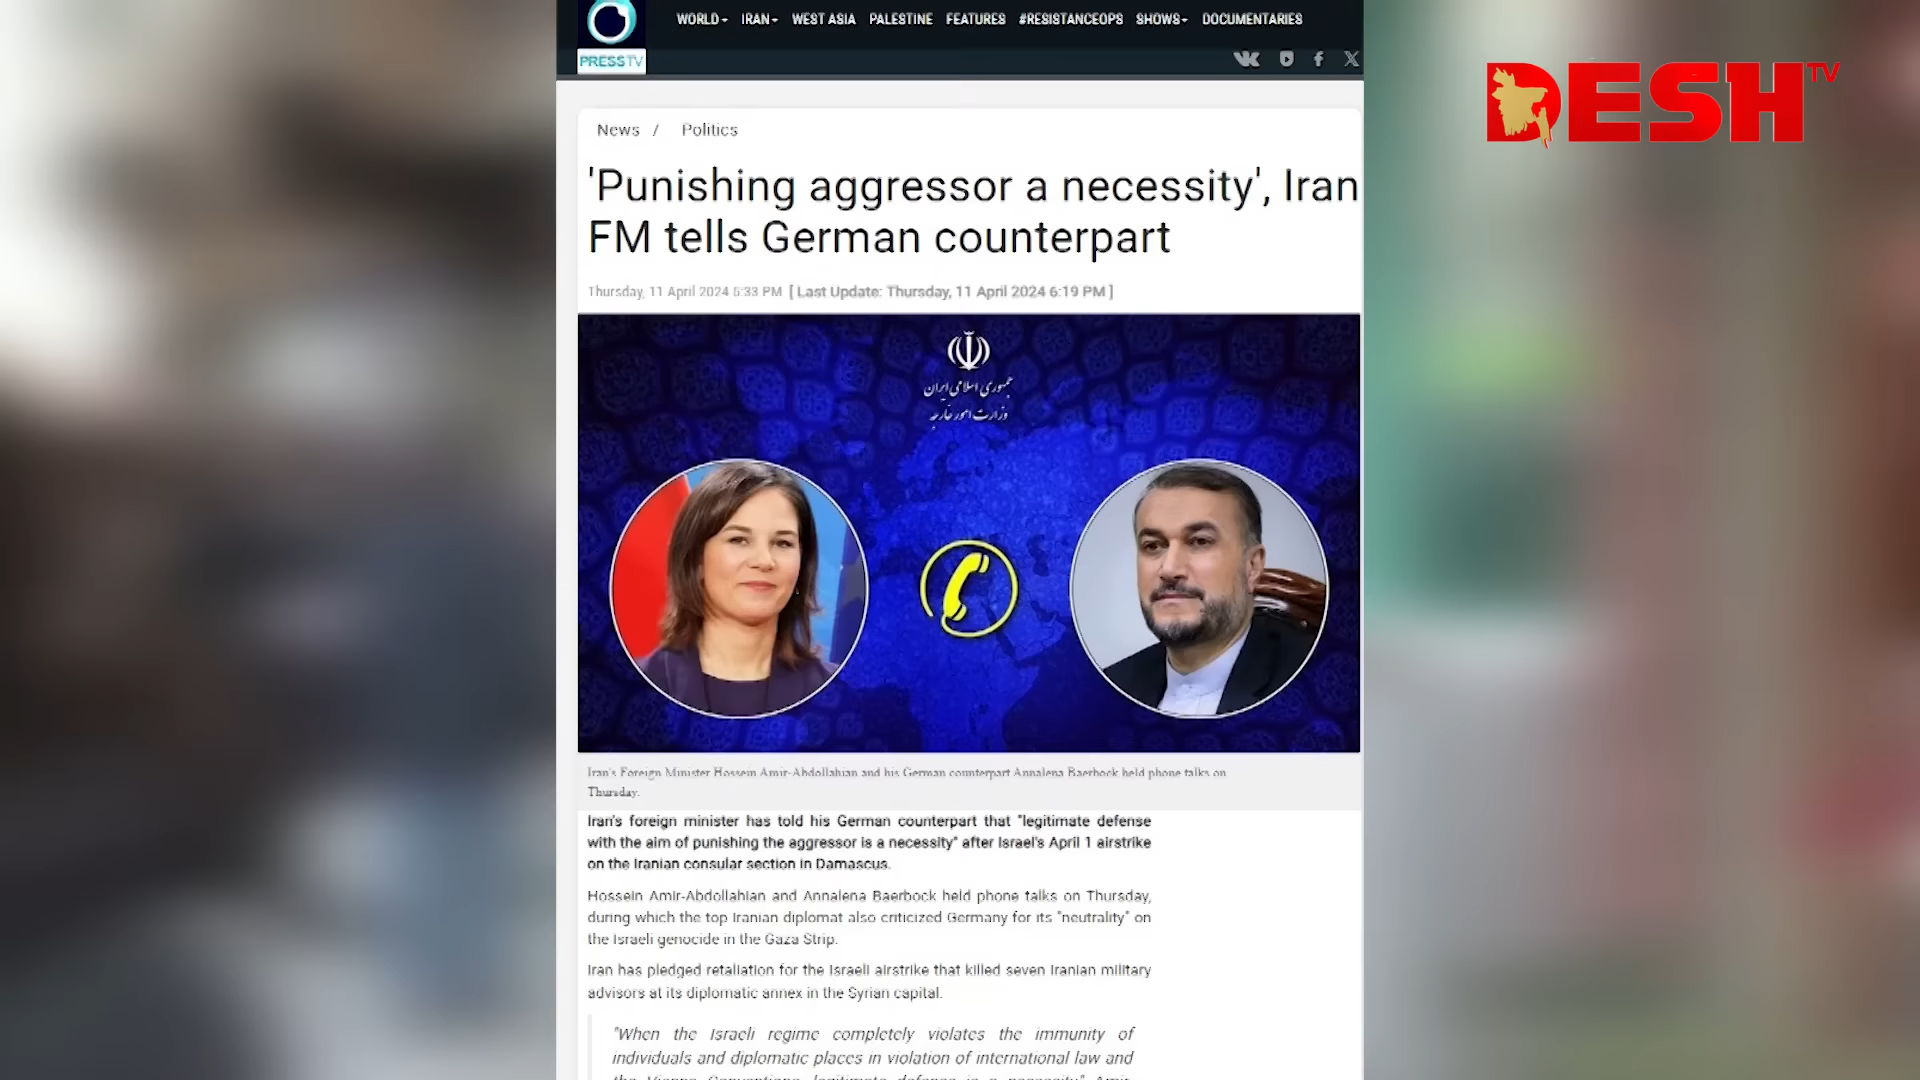 WORLD IRAN WEST ASIA PALESTINE FEATURES #RESISTANCEOPS SHOWS DOCUMENTARIES
PRESSTV
DESH TV
News / Politics
'Punishing aggressor a necessity', Iran
FM tells German counterpart
Thursday, 11 April 2024 5:33 PM [ Last Update: Thursday, 11 April 2024 6:19 PM ]
جمهوری اسلامی ایران
وزارت امور خارجه
Iran's Foreign Minister Hossein Amir-Abdollahian and his German counterpart Annalena Baerbock held phone talks on
Thursday.
Iran's foreign minister has told his German counterpart that "legitimate defense
with the aim of punishing the aggressor is a necessity" after Israel's April 1 airstrike
on the Iranian consular section in Damascus.
Hossein Amir-Abdollahian and Annalena Baerbock held phone talks on Thursday,
during which the top Iranian diplomat also criticized Germany for its "neutrality" on
the Israeli genocide in the Gaza Strip.
Iran has pledged retaliation for the Israeli airstrike that killed seven Iranian military
advisors at its diplomatic annex in the Syrian capital.
"When the Israeli regime completely violates the immunity of
individuals and diplomatic places in violation of international law and